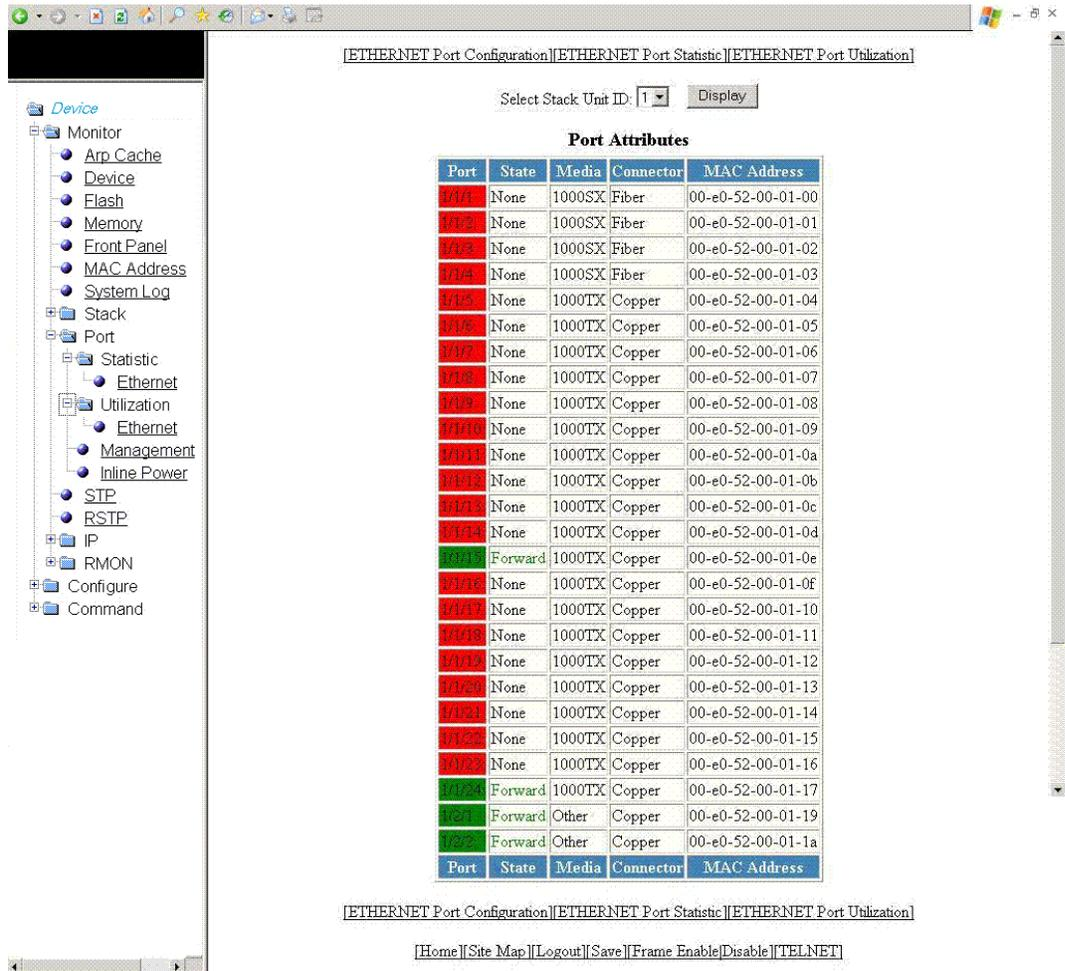 Device
Monitor
Arp Cache
Device
Flash
Memory
Front Panel
MAC Address
System Log
Stack
Port
Statistic
Ethernet
Utilization
Ethernet
Management
Inline Power
STP
RSTP
IP
RMON
Configure
Command
[ETHERNET Port Configuration][ETHERNET Port Statistic][ETHERNET Port Utilization]
Select Stack Unit ID: 1 Display
Port Attributes
Port State Media Connector MAC Address
1/1/1 None 1000SX Fiber 00-e0-52-00-01-00
1/1/2 None 1000SX Fiber 00-e0-52-00-01-01
1/1/3 None 1000SX Fiber 00-e0-52-00-01-02
1/1/4 None 1000SX Fiber 00-e0-52-00-01-03
1/1/5 None 1000TX Copper 00-e0-52-00-01-04
1/1/6 None 1000TX Copper 00-e0-52-00-01-05
1/1/7 None 1000TX Copper 00-e0-52-00-01-06
1/1/8 None 1000TX Copper 00-e0-52-00-01-07
1/1/9 None 1000TX Copper 00-e0-52-00-01-08
1/1/10 None 1000TX Copper 00-e0-52-00-01-09
1/1/11 None 1000TX Copper 00-e0-52-00-01-0a
1/1/12 None 1000TX Copper 00-e0-52-00-01-0b
1/1/13 None 1000TX Copper 00-e0-52-00-01-0c
1/1/14 None 1000TX Copper 00-e0-52-00-01-0d
1/1/15 Forward 1000TX Copper 00-e0-52-00-01-0e
1/1/16 None 1000TX Copper 00-e0-52-00-01-0f
1/1/17 None 1000TX Copper 00-e0-52-00-01-10
1/1/18 None 1000TX Copper 00-e0-52-00-01-11
1/1/19 None 1000TX Copper 00-e0-52-00-01-12
1/1/20 None 1000TX Copper 00-e0-52-00-01-13
1/1/21 None 1000TX Copper 00-e0-52-00-01-14
1/1/22 None 1000TX Copper 00-e0-52-00-01-15
1/1/23 None 1000TX Copper 00-e0-52-00-01-16
1/1/24 Forward 1000TX Copper 00-e0-52-00-01-17
1/2/1 Forward Other Copper 00-e0-52-00-01-19
1/2/2 Forward Other Copper 00-e0-52-00-01-1a
Port State Media Connector MAC Address
[ETHERNET Port Configuration][ETHERNET Port Statistic][ETHERNET Port Utilization]
[Home][Site Map][Logout][Save][Frame Enable|Disable][TELNET]